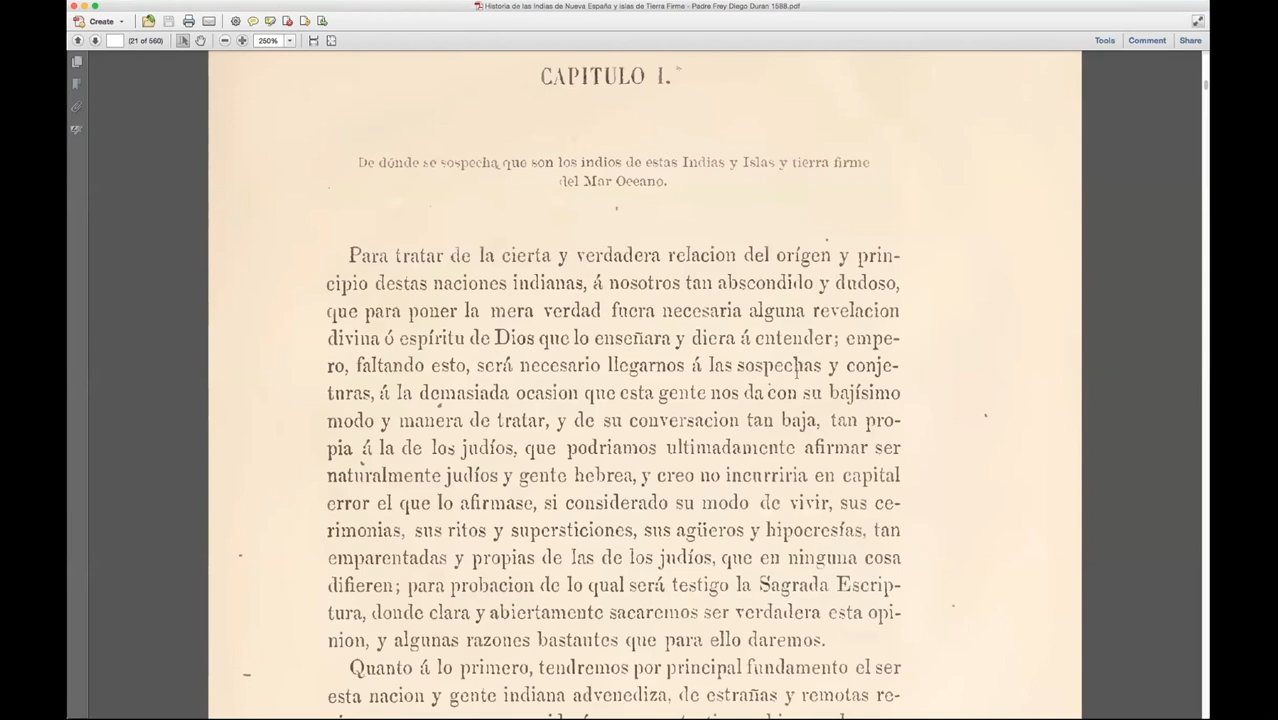 Historia de las Indias de Nueva España y islas de Tierra Firme - Padre Frey Diego Duran 1588.pdf
Create
(21 of 560)
250%
Tools
Comment
Share
CAPITULO I.
De dónde se sospecha que son los indios de estas Indias y Islas y tierra firme
del Mar Oceano.
Para tratar de la cierta y verdadera relacion del orígen y prin-
cipio destas naciones indianas, á nosotros tan abscondido y dudoso,
que para poner la mera verdad fuera necesaria alguna revelacion
divina ó espíritu de Dios que lo enseñara y diera á entender; empe-
ro, faltando esto, será necesario llegarnos á las sospechas y conje-
turas, á la demasiada ocasion que esta gente nos da con su bajísimo
modo y manera de tratar, y de su conversacion tan baja, tan pro-
pia á la de los judíos, que podriamos ultimadamente afirmar ser
naturalmente judíos y gente hebrea, y creo no incurriria en capital
error el que lo afirmase, si considerado su modo de vivir, sus ce-
rimonias, sus ritos y supersticiones, sus agüeros y hipocresías, tan
emparentadas y propias de las de los judíos, que en ninguna cosa
difieren; para probacion de lo qual será testigo la Sagrada Escrip-
tura, donde clara y abiertamente sacaremos ser verdadera esta opi-
nion, y algunas razones bastantes que para ello daremos.
Quanto á lo primero, tendremos por principal fundamento el ser
esta nacion y gente indiana advenediza, de estrañas y remotas re-